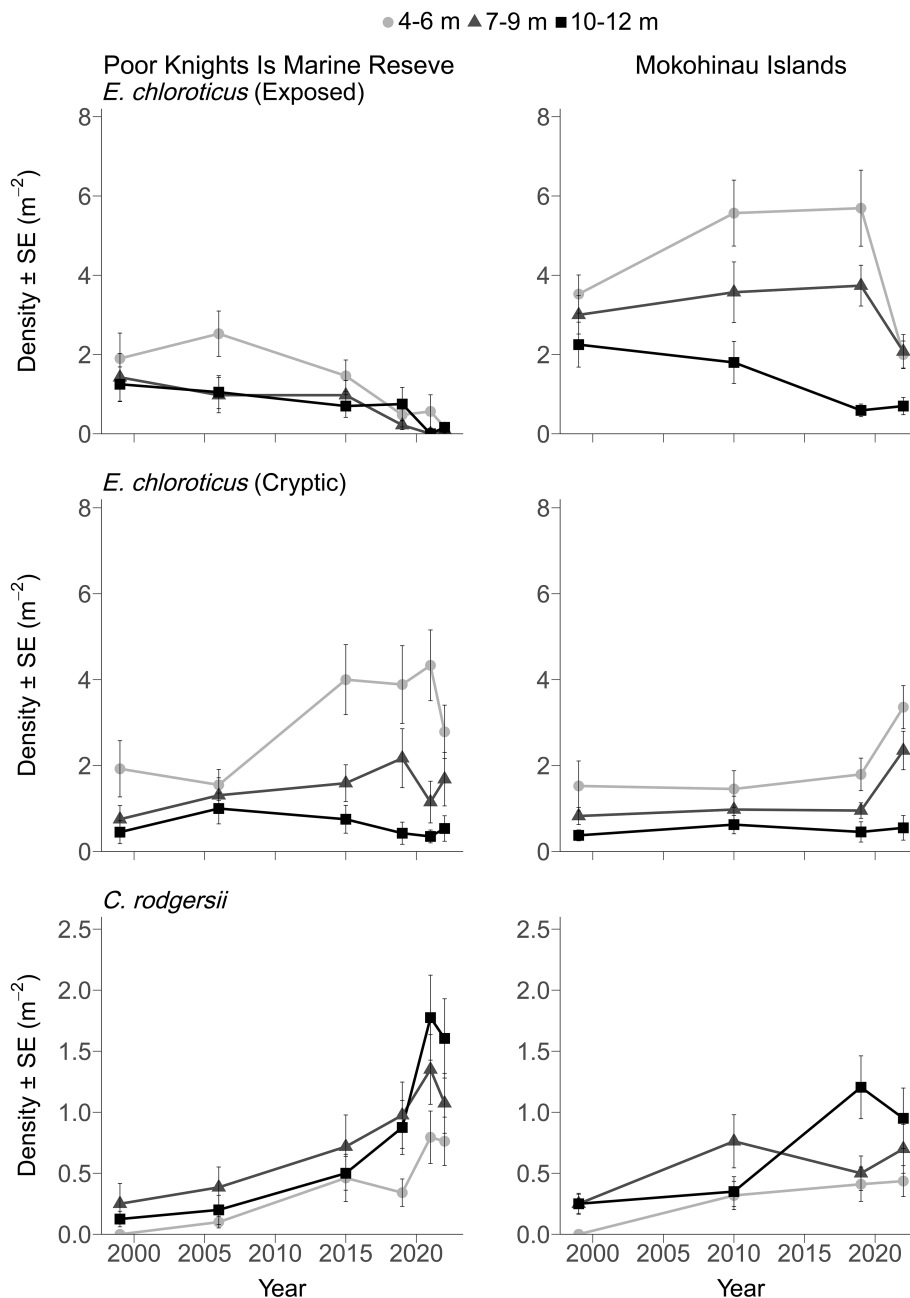 4-6 m 7-9 m 10-12 m
Poor Knights Is Marine Reseve
Mokohinau Islands
E. chloroticus (Exposed)
Density ± SE (m⁻²)
8
6
4
2
0
8
6
4
2
0
E. chloroticus (Cryptic)
Density ± SE (m⁻²)
8
6
4
2
0
8
6
4
2
0
C. rodgersii
Density ± SE (m⁻²)
2.5
2.0
1.5
1.0
0.5
0.0
2.5
2.0
1.5
1.0
0.5
0.0
2000 2005 2010 2015 2020
2000 2005 2010 2015 2020
Year
Year